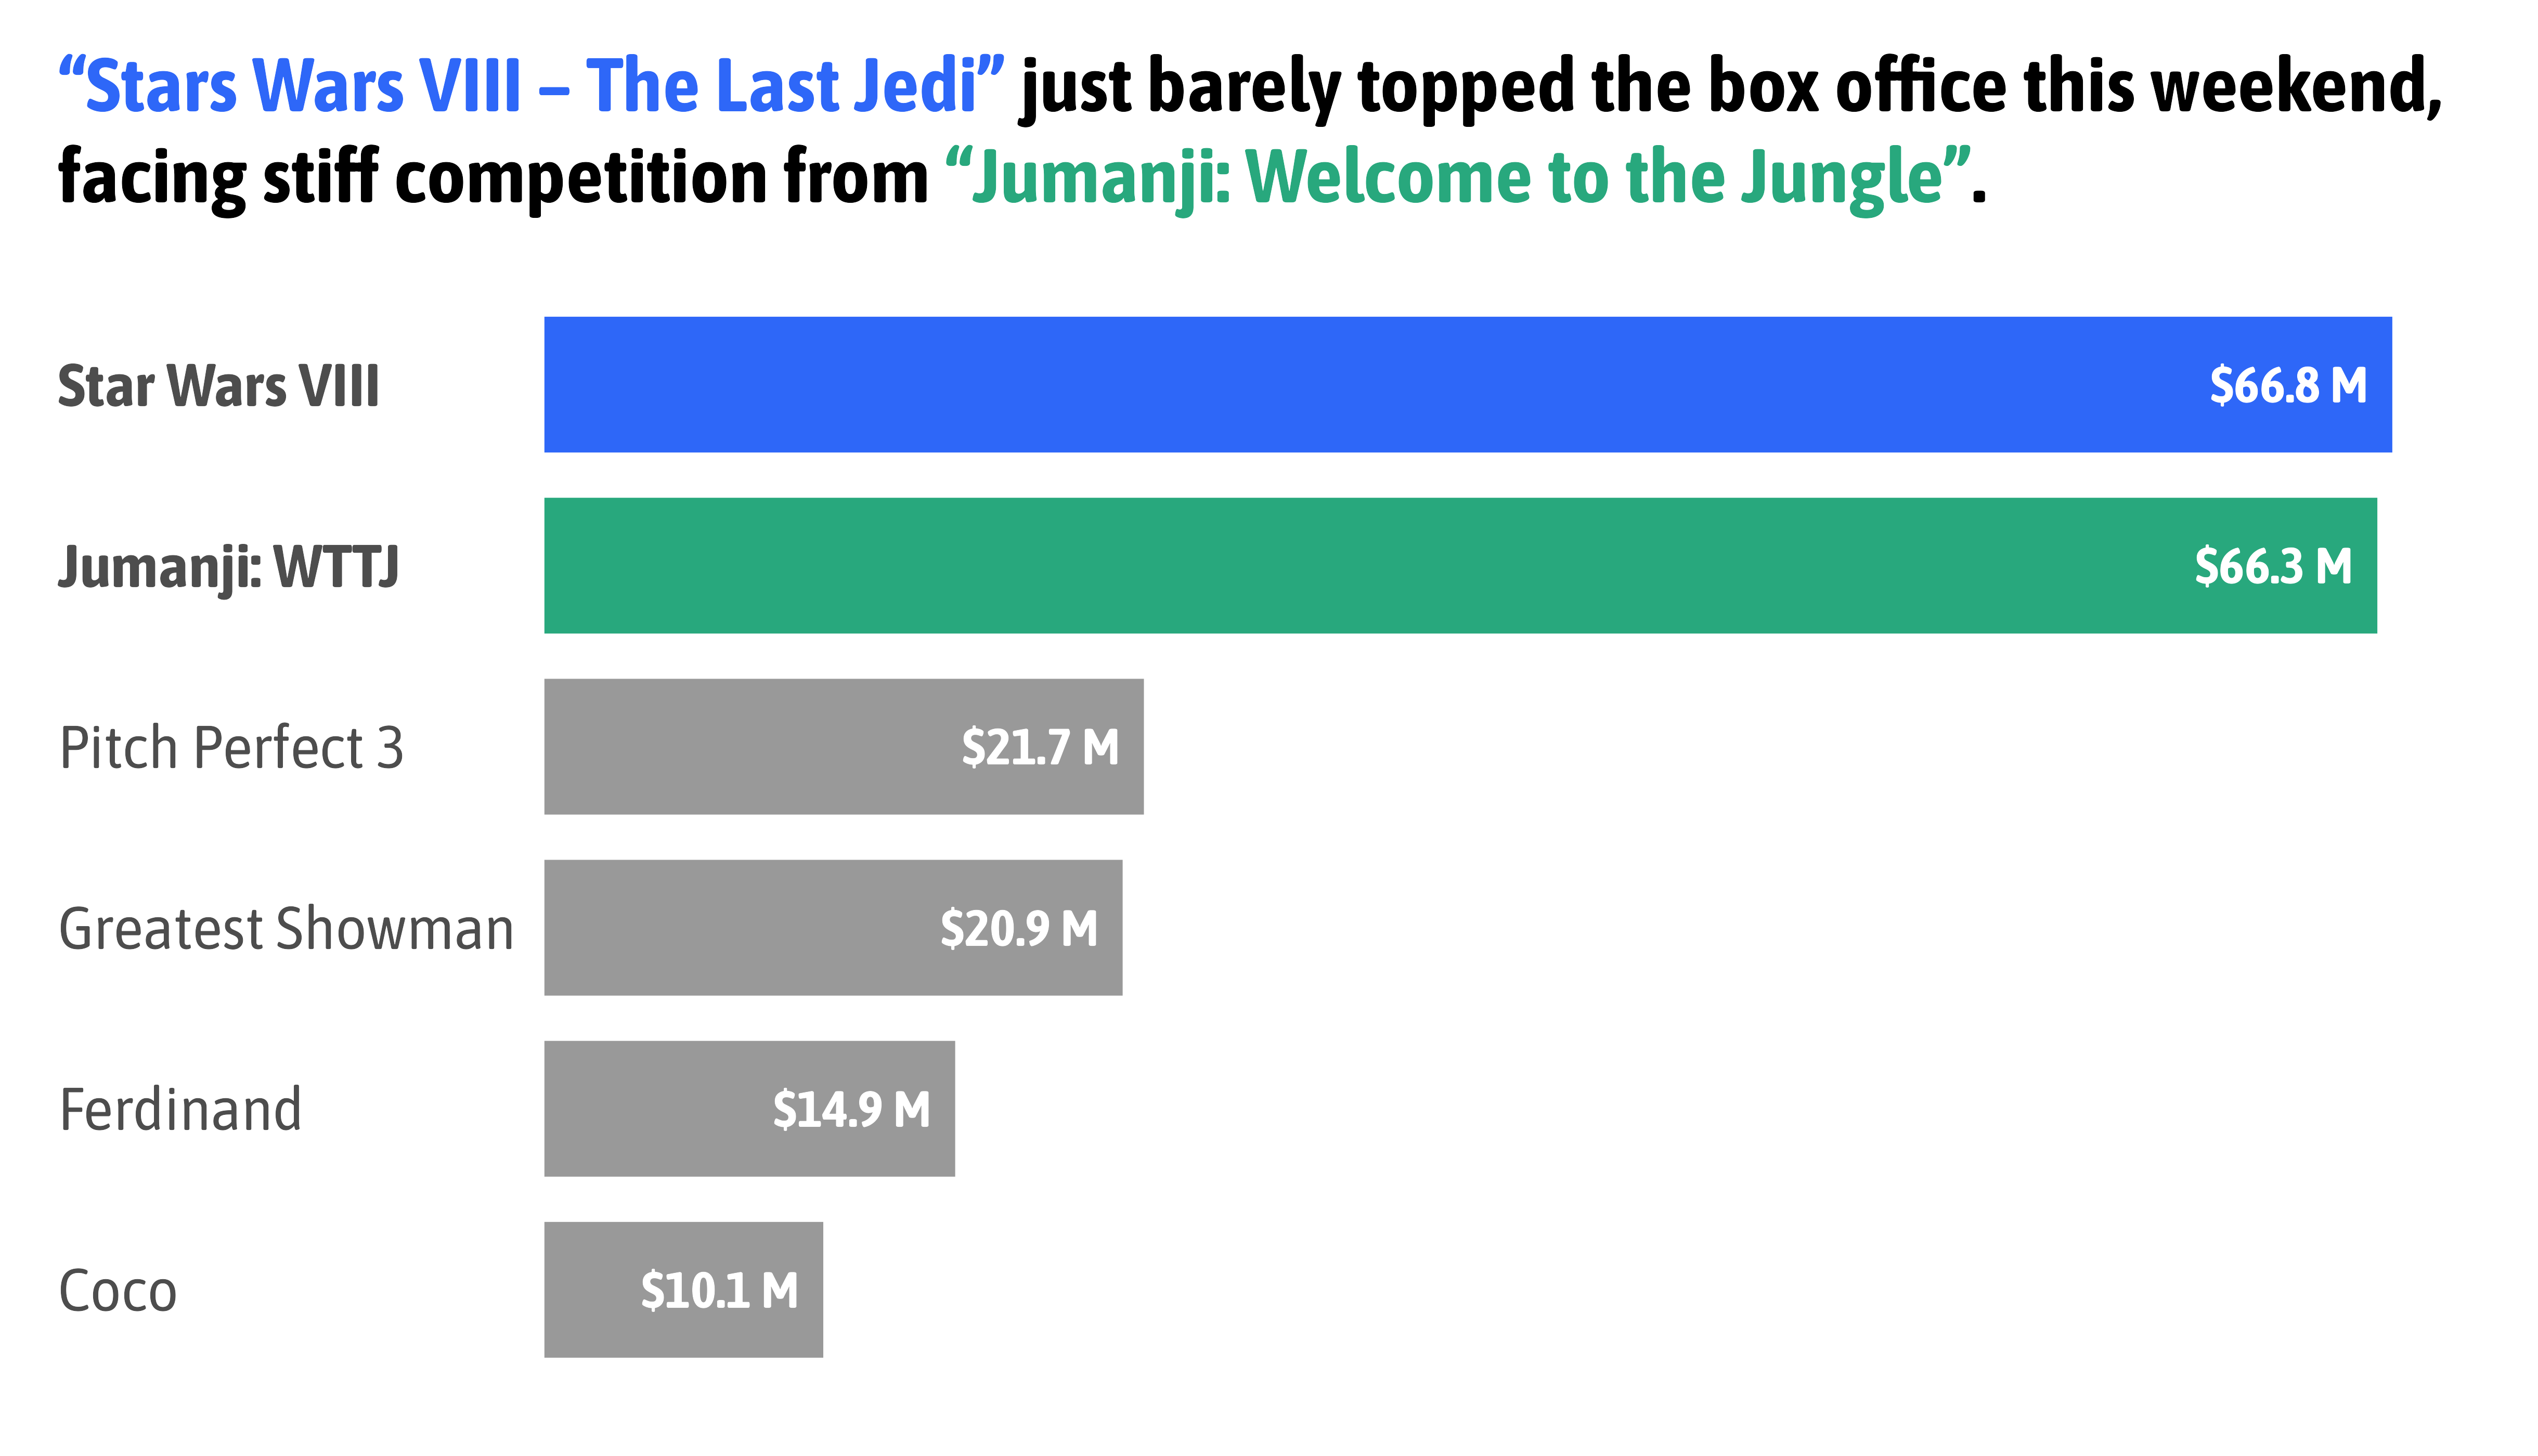 “Stars Wars VIII – The Last Jedi” just barely topped the box office this weekend,
facing stiff competition from “Jumanji: Welcome to the Jungle”.
Star Wars VIII $66.8 M
Jumanji: WTTJ $66.3 M
Pitch Perfect 3 $21.7 M
Greatest Showman $20.9 M
Ferdinand $14.9 M
Coco $10.1 M